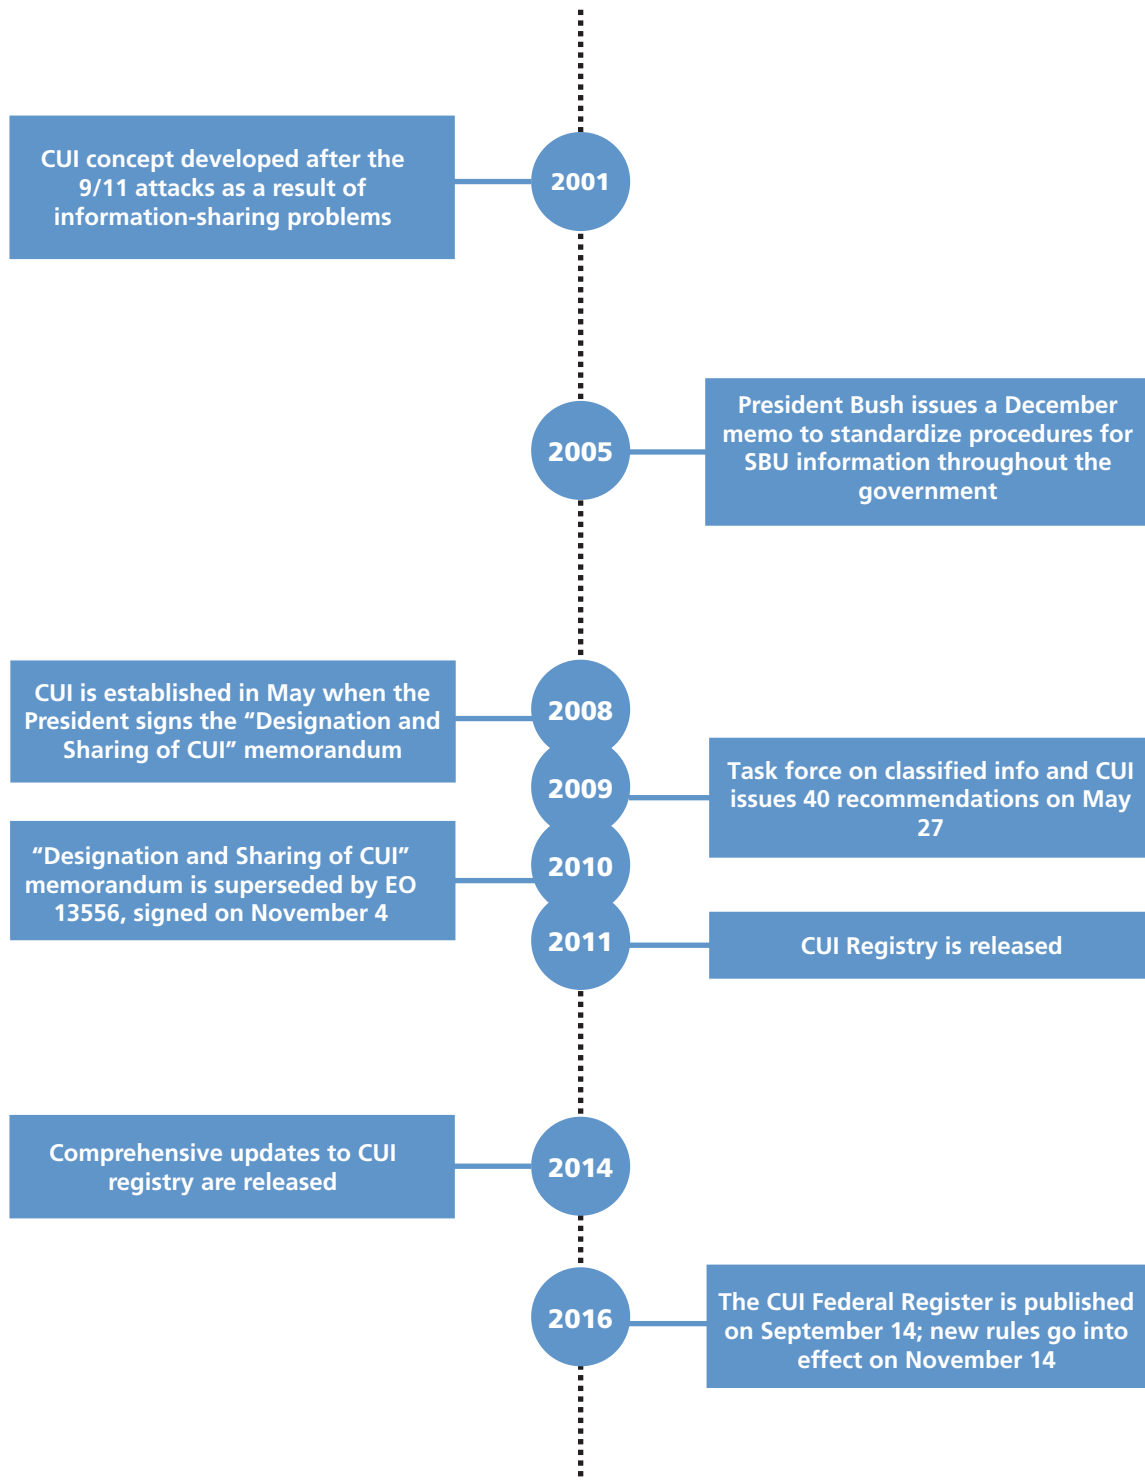 CUI concept developed after the
9/11 attacks as a result of
information-sharing problems
2001
2005
President Bush issues a December
memo to standardize procedures for
SBU information throughout the
government
CUI is established in May when the
President signs the “Designation and
Sharing of CUI” memorandum
2008
2009
Task force on classified info and CUI
issues 40 recommendations on May
27
“Designation and Sharing of CUI”
memorandum is superseded by EO
13556, signed on November 4
2010
2011
CUI Registry is released
Comprehensive updates to CUI
registry are released
2014
2016
The CUI Federal Register is published
on September 14; new rules go into
effect on November 14